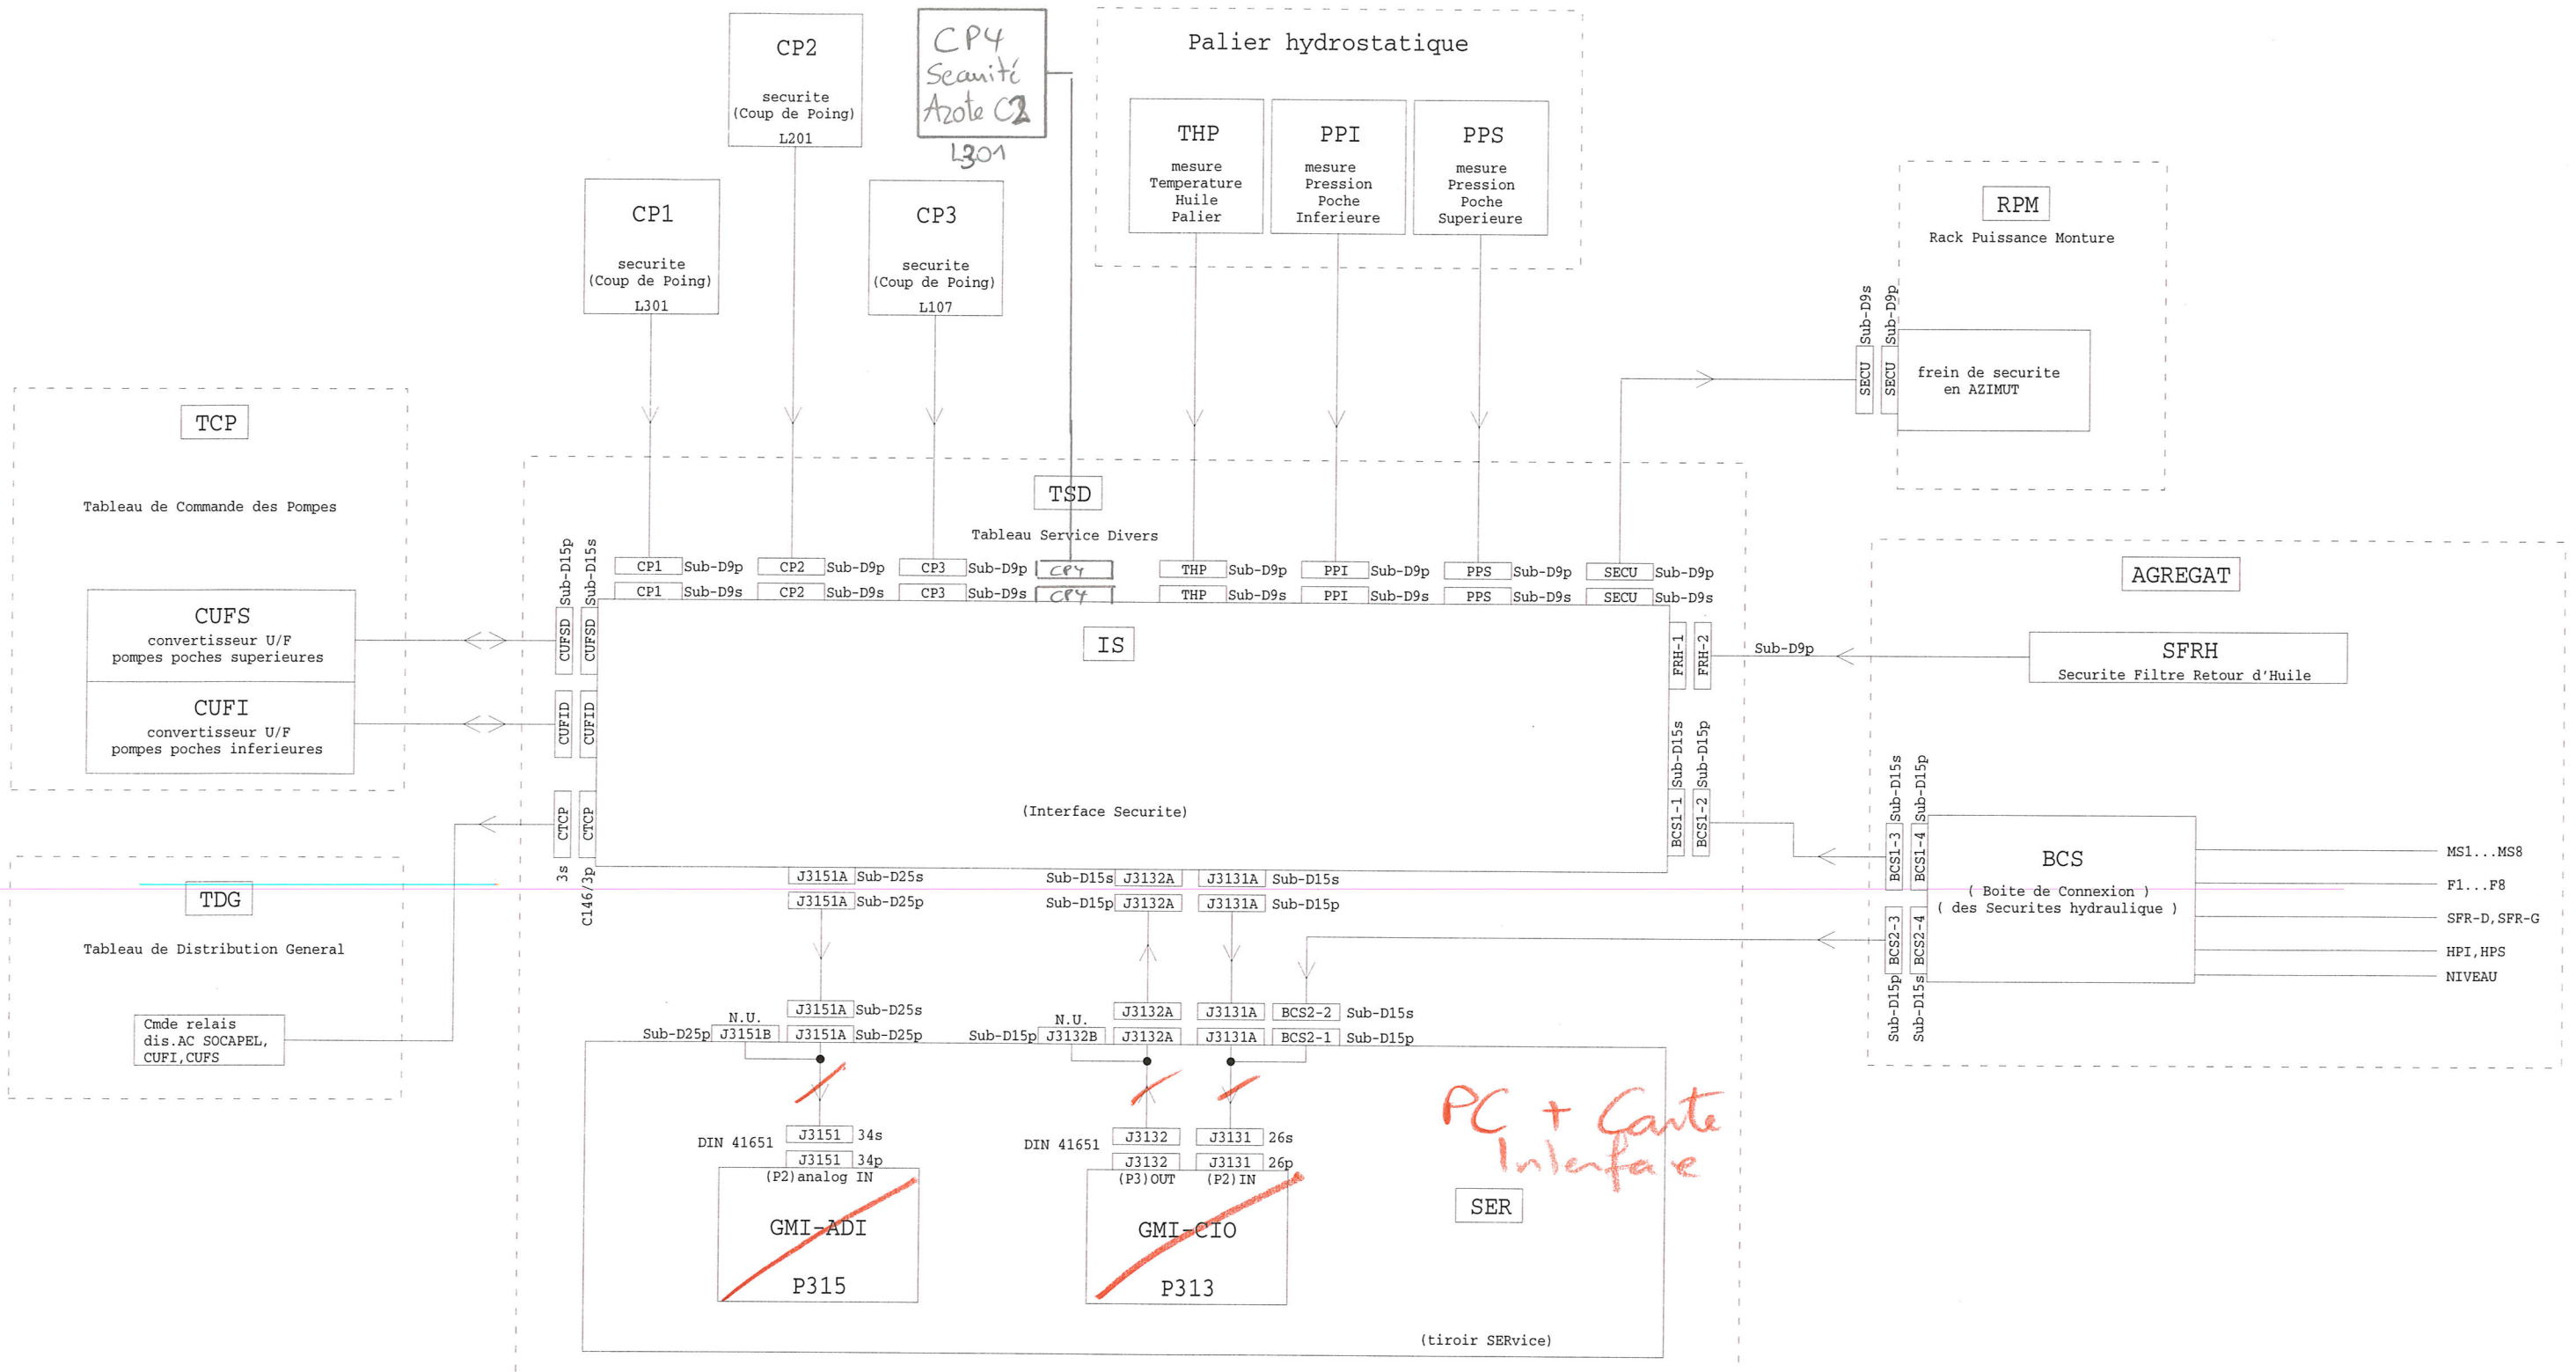 CP2
securite
(Coup de Poing)
L201
CP4
Securité
Azote C2
L301
Palier hydrostatique
THP
mesure
Temperature
Huile
Palier
PPI
mesure
Pression
Poche
Inferieure
PPS
mesure
Pression
Poche
Superieure
CP1
securite
(Coup de Poing)
L301
CP3
securite
(Coup de Poing)
L107
RPM
Rack Puissance Monture
SECU Sub-D9s
SECU Sub-D9p
frein de securite
en AZIMUT
TCP
Tableau de Commande des Pompes
CUFS
convertisseur U/F
pompes poches superieures
CUFI
convertisseur U/F
pompes poches inferieures
TSD
Tableau Service Divers
CP1 Sub-D9p
CP2 Sub-D9p
CP3 Sub-D9p
CP4
THP Sub-D9p
PPI Sub-D9p
PPS Sub-D9p
SECU Sub-D9p
CP1 Sub-D9s
CP2 Sub-D9s
CP3 Sub-D9s
CP4
THP Sub-D9s
PPI Sub-D9s
PPS Sub-D9s
SECU Sub-D9s
CUFSD Sub-D15p
CUFSD Sub-D15s
CUFID
CUFID
3s CTCP
C146/3p CTCP
IS
(Interface Securite)
FRH-1
FRH-2
Sub-D9p
BCS1-1 Sub-D15s
BCS1-2 Sub-D15p
AGREGAT
SFRH
Securite Filtre Retour d'Huile
BCS1-3 Sub-D15s
BCS1-4 Sub-D15p
Sub-D15p BCS2-3
Sub-D15s BCS2-4
BCS
( Boite de Connexion )
( des Securites hydraulique )
MS1...MS8
F1...F8
SFR-D,SFR-G
HPI,HPS
NIVEAU
TDG
Tableau de Distribution General
Cmde relais
dis.AC SOCAPEL,
CUFI,CUFS
J3151A Sub-D25s
J3151A Sub-D25p
Sub-D15s J3132A
J3131A Sub-D15s
Sub-D15p J3132A
J3131A Sub-D15p
J3151A Sub-D25s
N.U.
Sub-D25p J3151B
J3151A Sub-D25p
J3132A
J3131A
BCS2-2 Sub-D15s
N.U.
Sub-D15p J3132B
J3132A
J3131A
BCS2-1 Sub-D15p
DIN 41651
J3151 34s
J3151 34p
(P2)analog IN
GMI-ADI
P315
DIN 41651
J3132
J3131 26s
J3132
J3131 26p
(P3)OUT
(P2)IN
GMI-CIO
P313
PC + Carte
Interface
SER
(tiroir SERvice)